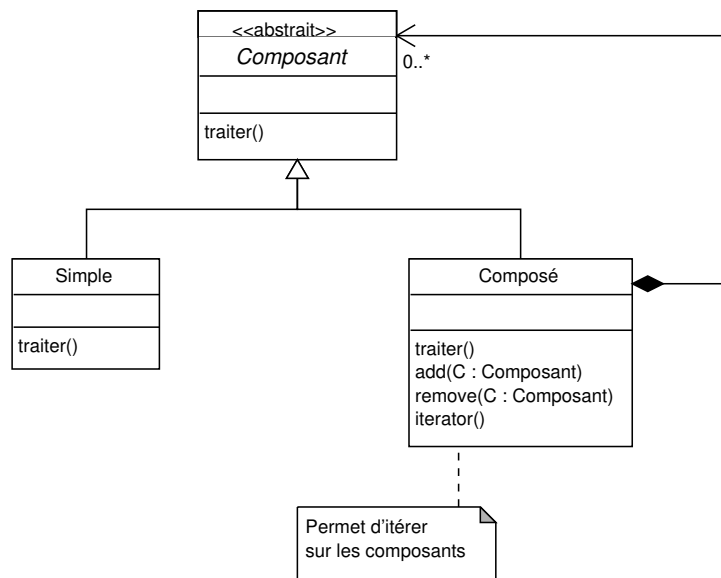 <<abstrait>>
Composant
0..*
traiter()
Simple
traiter()
Composé
traiter()
add(C : Composant)
remove(C : Composant)
iterator()
Permet d'itérer
sur les composants